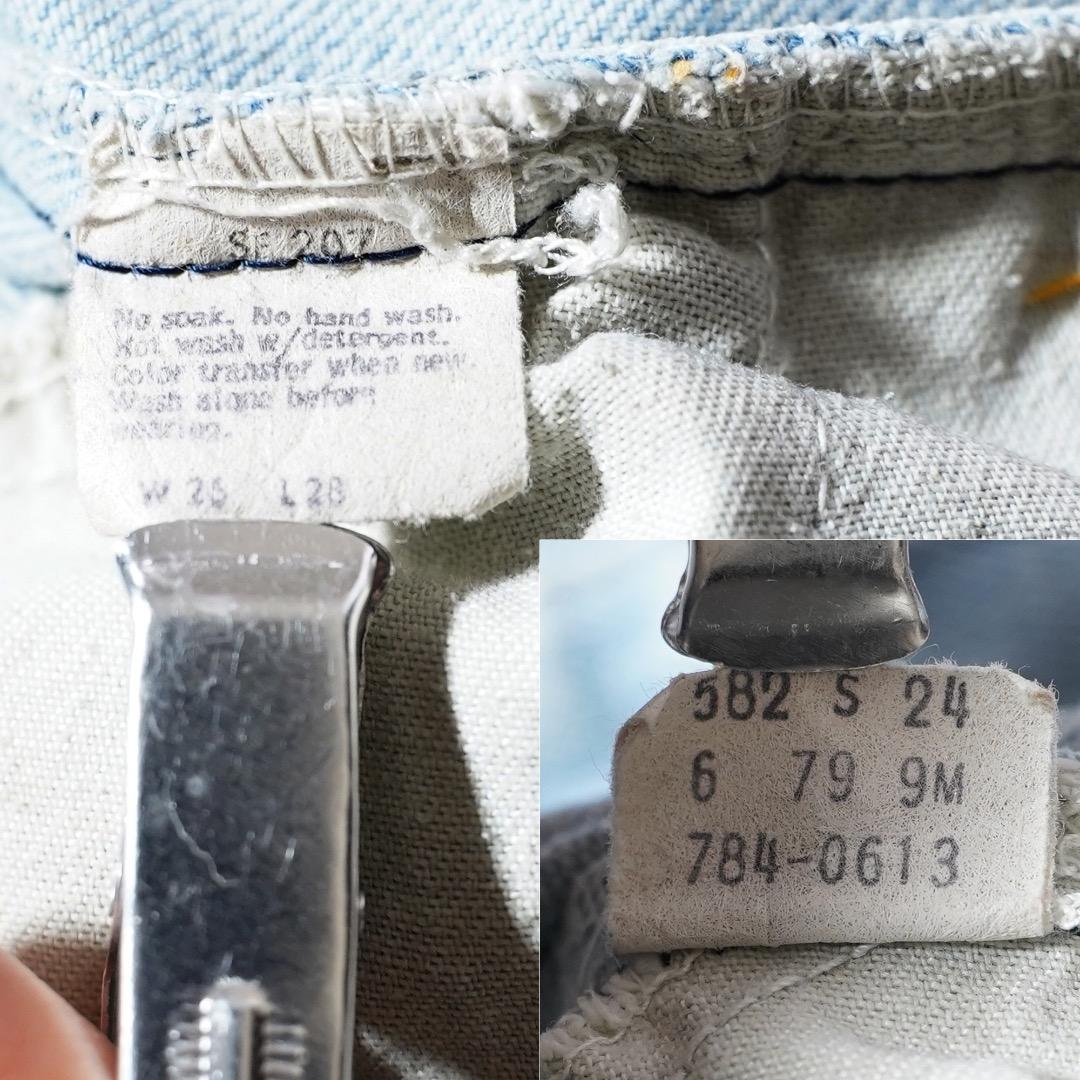 SF 207
No soak. No hand wash.
Hot wash w/detergent.
Color transfer when new
Wash alone before
wearing.
W 26 L 28
582 S 24
6 79 9M
784-0613